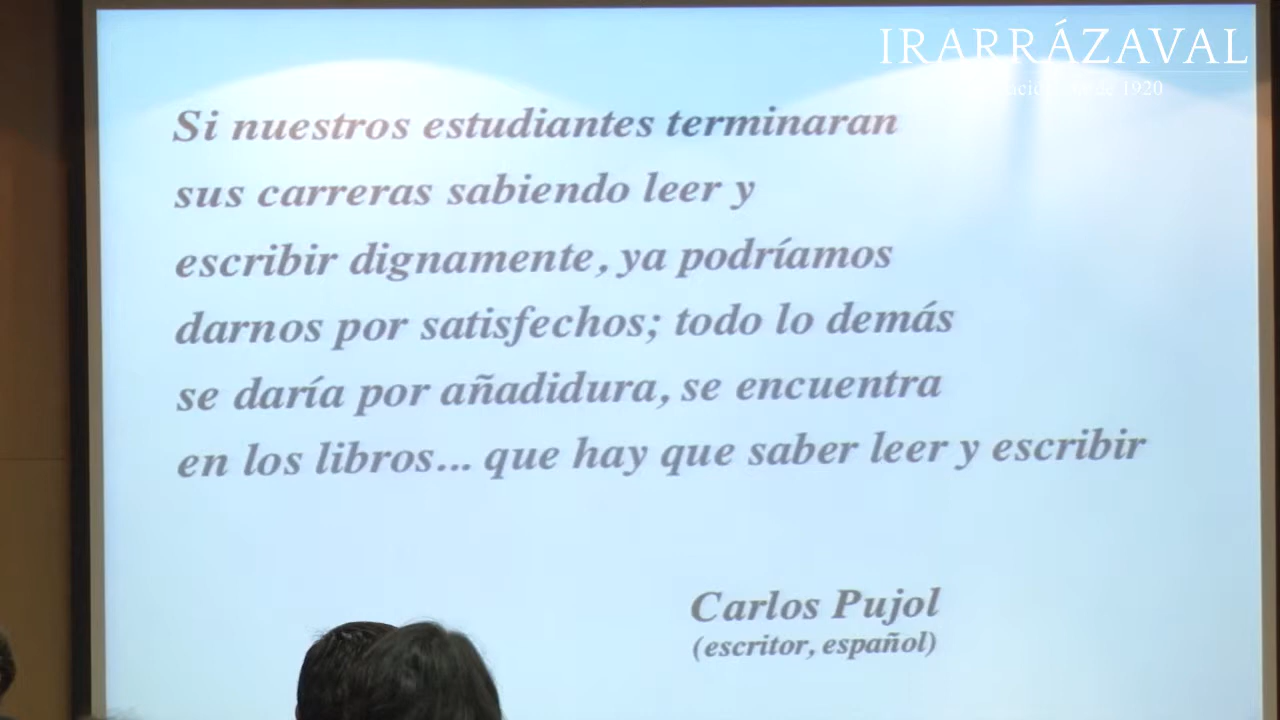 IRARRÁZAVAL
de 1920
Si nuestros estudiantes terminaran
sus carreras sabiendo leer y
escribir dignamente, ya podríamos
darnos por satisfechos; todo lo demás
se daría por añadidura, se encuentra
en los libros... que hay que saber leer y escribir
Carlos Pujol
(escritor, español)